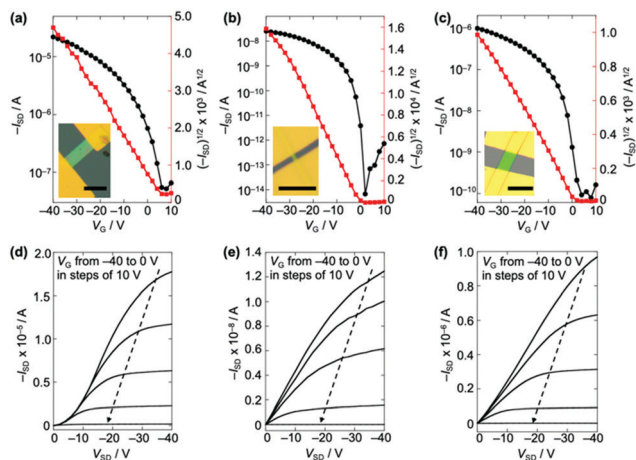 (a)
10⁻⁵
10⁻⁶
10⁻⁷
−I_SD / A
5.0
4.0
3.0
2.0
1.0
0
(−I_SD)^1/2 x 10³ / A^1/2
−40 −30 −20 −10 0 10
V_G / V
(b)
10⁻⁷
10⁻⁸
10⁻⁹
10⁻¹⁰
10⁻¹¹
10⁻¹²
10⁻¹³
10⁻¹⁴
−I_SD / A
1.6
1.4
1.2
1.0
0.8
0.6
0.4
0.2
0
(−I_SD)^1/2 x 10⁴ / A^1/2
−40 −30 −20 −10 0 10
V_G / V
(c)
10⁻⁶
10⁻⁷
10⁻⁸
10⁻⁹
10⁻¹⁰
−I_SD / A
1.0
0.8
0.6
0.4
0.2
0
(−I_SD)^1/2 x 10³ / A^1/2
−40 −30 −20 −10 0 10
V_G / V
(d)
V_G from −40 to 0 V
in steps of 10 V
2.0
1.5
1.0
0.5
0
−I_SD x 10⁻⁵ / A
0 −10 −20 −30 −40
V_SD / V
(e)
V_G from −40 to 0 V
in steps of 10 V
1.4
1.2
1.0
0.8
0.6
0.4
0.2
0
−I_SD x 10⁻⁸ / A
0 −10 −20 −30 −40
V_SD / V
(f)
V_G from −40 to 0 V
in steps of 10 V
1.2
1.0
0.8
0.6
0.4
0.2
0
−I_SD x 10⁻⁶ / A
0 −10 −20 −30 −40
V_SD / V